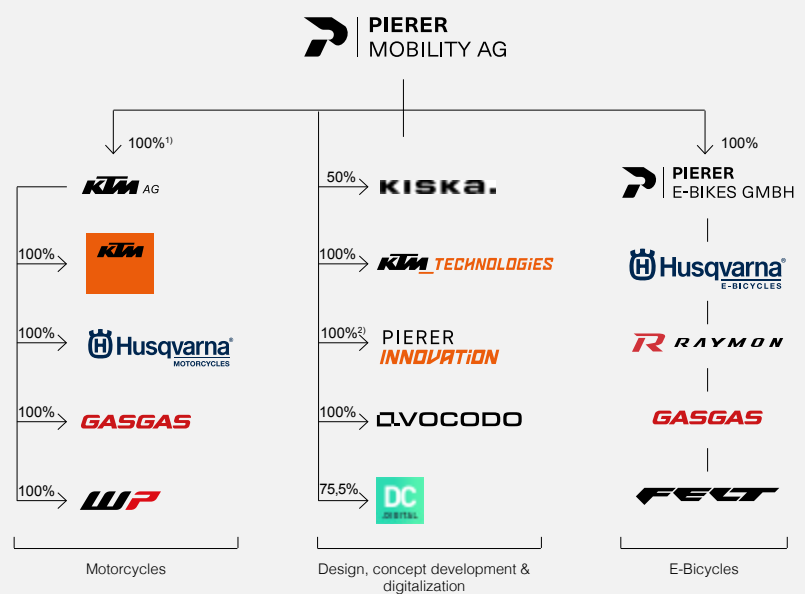 PIERER
MOBILITY AG
100%1)
100%
KTM AG
50%
KISKA.
PIERER
E-BIKES GMBH
100%
KTM
100%
KTM_TECHNOLOGIES
Husqvarna®
E-BICYCLES
100%
Husqvarna®
MOTORCYCLES
100%2)
PIERER
INNOVATION
R RAYMON
100%
GASGAS
100%
AVOCODO
GASGAS
100%
WP
75,5%
DC
.DIGITAL
FELT
Motorcycles
Design, concept development &
digitalization
E-Bicycles